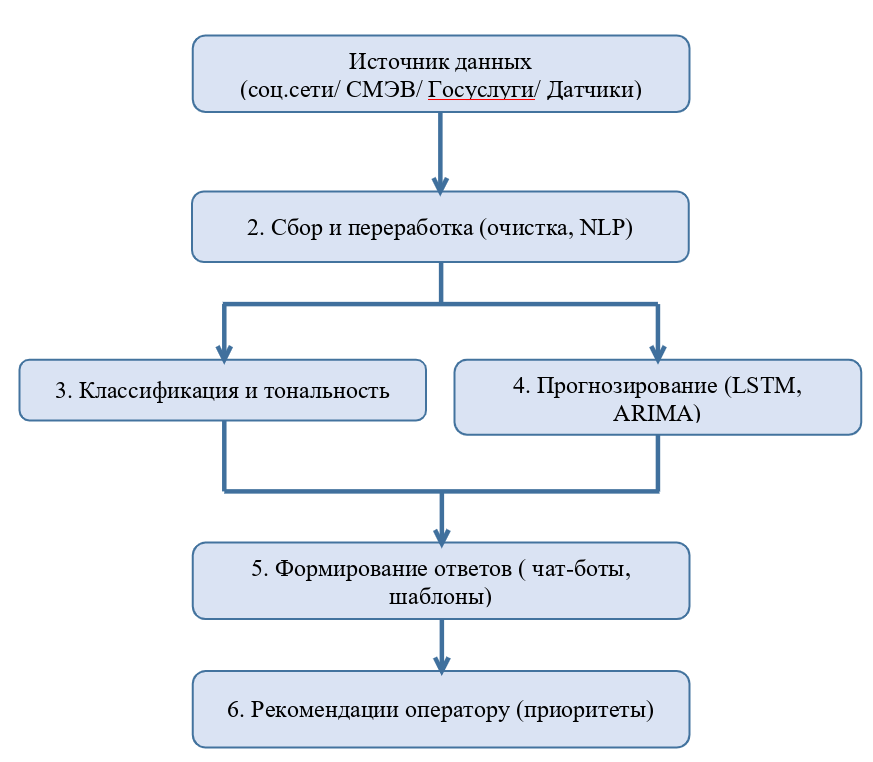 Источник данных
(соц.сети/ СМЭВ/ Госуслуги/ Датчики)
2. Сбор и переработка (очистка, NLP)
3. Классификация и тональность
4. Прогнозирование (LSTM,
ARIMA)
5. Формирование ответов ( чат-боты,
шаблоны)
6. Рекомендации оператору (приоритеты)